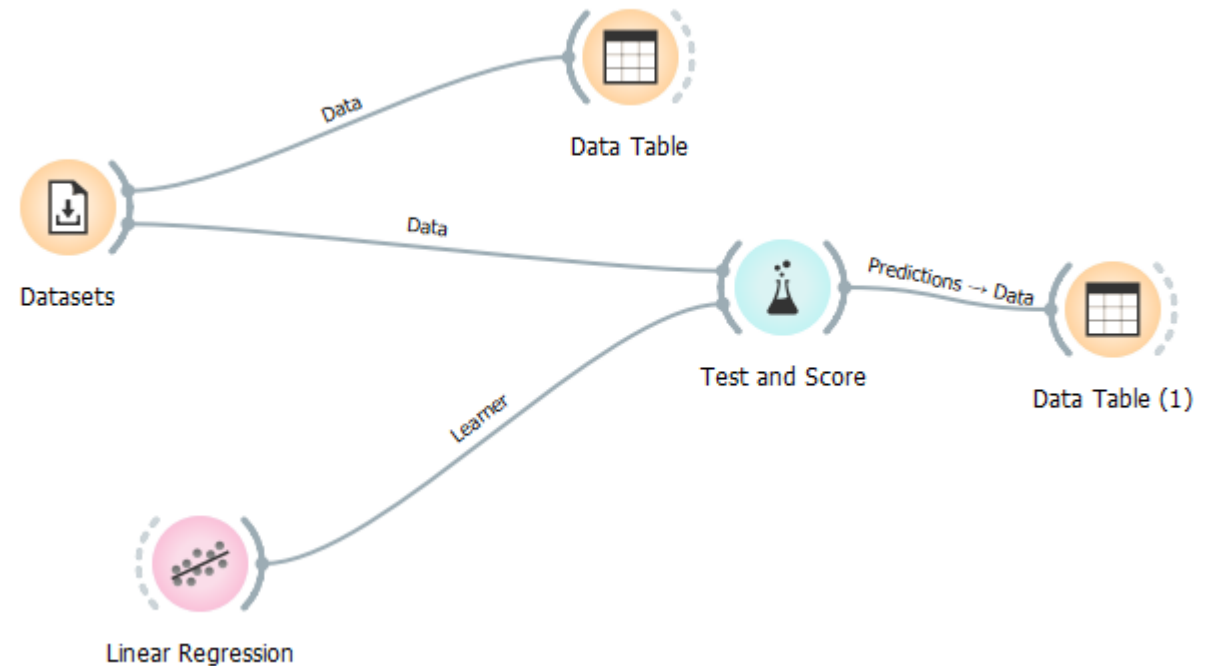 Data
Data Table
Datasets
Data
Predictions → Data
Test and Score
Data Table (1)
Learner
Linear Regression